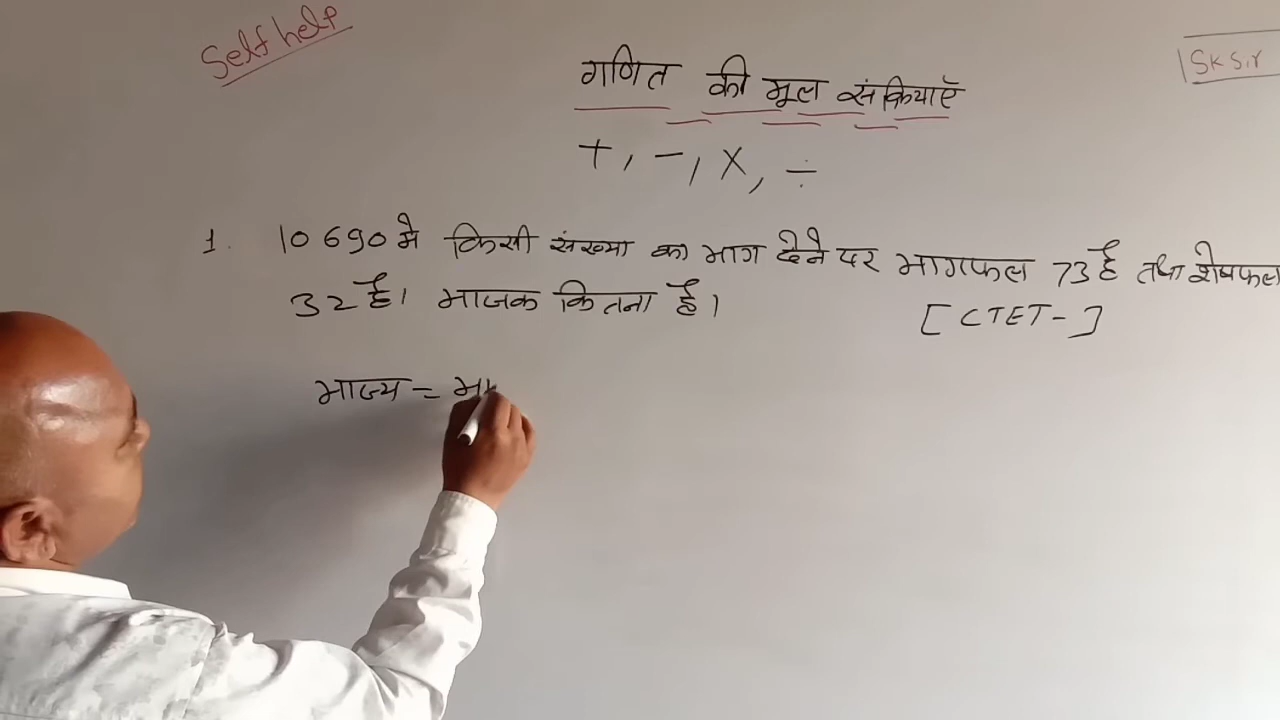 Self help
SK Sir
गणित की मूल संक्रियाएँ
+, -, X, ÷
1. 10690 मे किसी संख्या का भाग देने पर भागफल 73 है तथा शेषफल
32 है। भाजक कितना है।
[CTET-]
भाज्य = भा